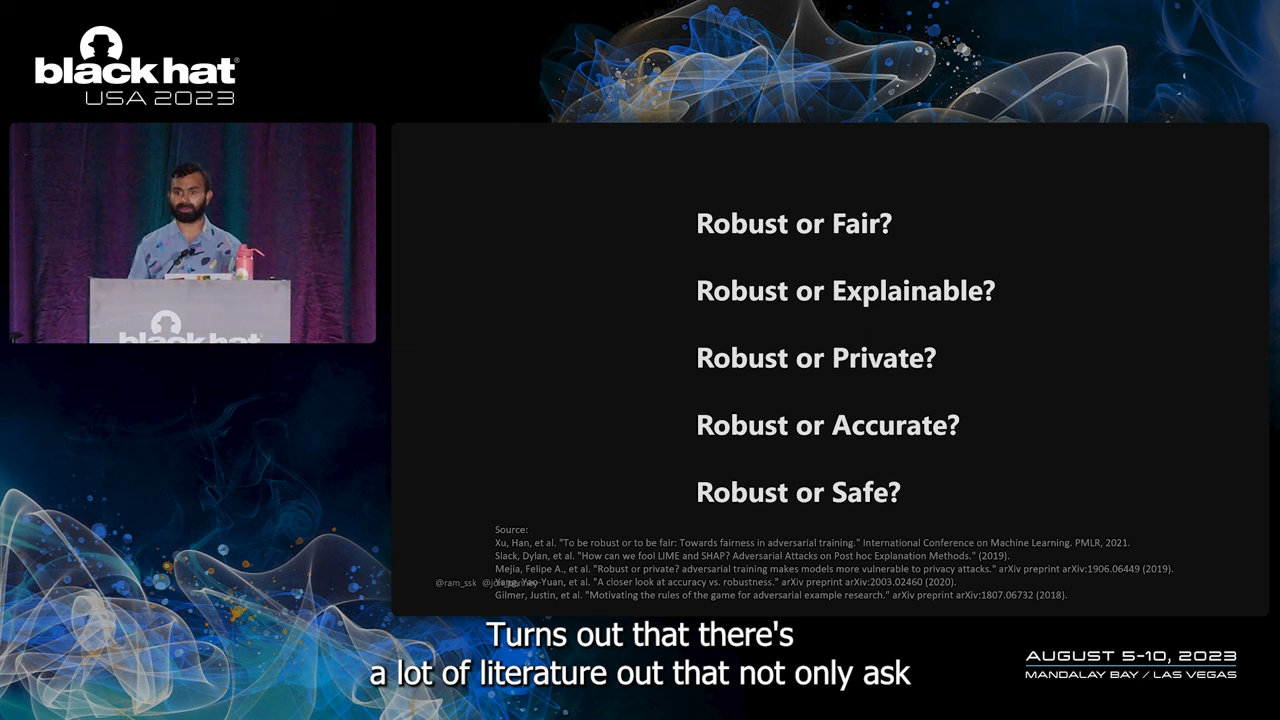 black hat®
USA 2023
black hat
Robust or Fair?
Robust or Explainable?
Robust or Private?
Robust or Accurate?
Robust or Safe?
Source:
Xu, Han, et al. "To be robust or to be fair: Towards fairness in adversarial training." International Conference on Machine Learning. PMLR, 2021.
Slack, Dylan, et al. "How can we fool LIME and SHAP? Adversarial Attacks on Post hoc Explanation Methods." (2019).
Mejia, Felipe A., et al. "Robust or private? adversarial training makes models more vulnerable to privacy attacks." arXiv preprint arXiv:1906.06449 (2019).
Yang, Yao-Yuan, et al. "A closer look at accuracy vs. robustness." arXiv preprint arXiv:2003.02460 (2020).
Gilmer, Justin, et al. "Motivating the rules of the game for adversarial example research." arXiv preprint arXiv:1807.06732 (2018).
@ram_ssk
Turns out that there's
a lot of literature out that not only ask
AUGUST 5-10, 2023
MANDALAY BAY / LAS VEGAS